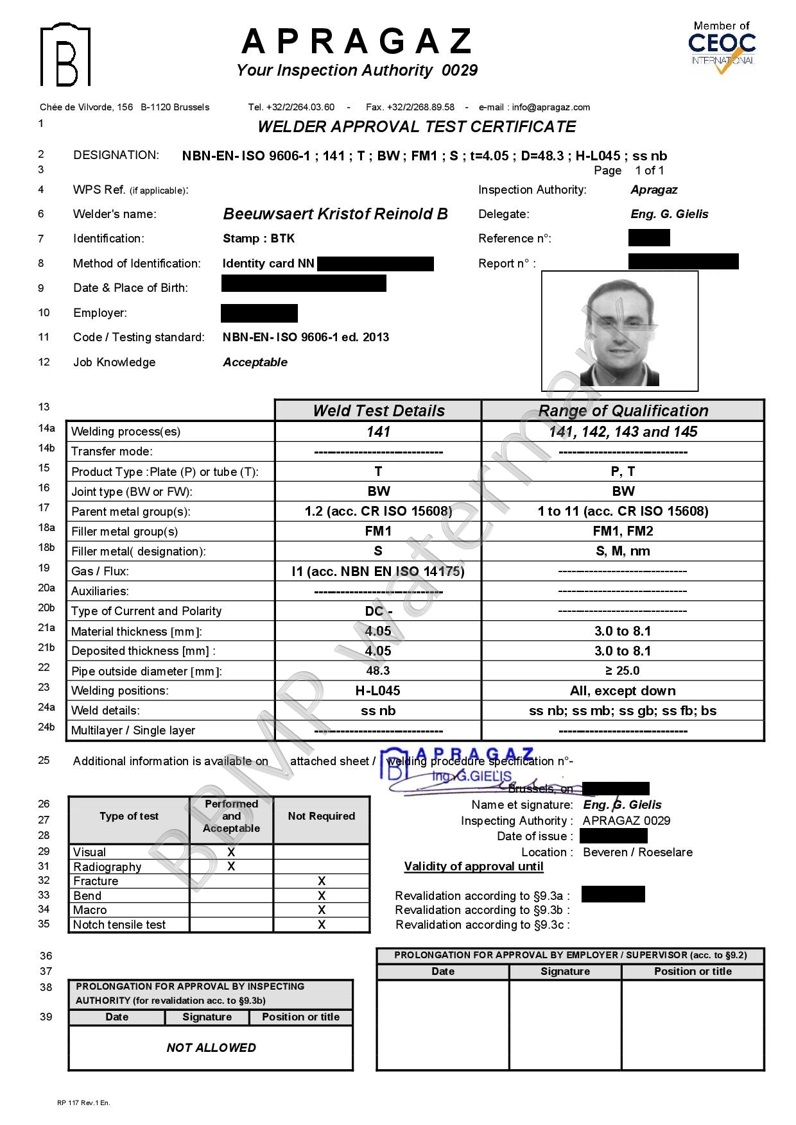 B
A P R A G A Z
Your Inspection Authority 0029
Member of
CEOC
INTERNATIONAL
Chée de Vilvorde, 156 B-1120 Brussels Tel. +32/2/264.03.60 - Fax. +32/2/268.89.58 - e-mail : info@apragaz.com
1 WELDER APPROVAL TEST CERTIFICATE
2 DESIGNATION: NBN-EN- ISO 9606-1 ; 141 ; T ; BW ; FM1 ; S ; t=4.05 ; D=48.3 ; H-L045 ; ss nb
3 Page 1 of 1
4 WPS Ref. (if applicable): Inspection Authority: Apragaz
6 Welder's name: Beeuwsaert Kristof Reinold B Delegate: Eng. G. Gielis
7 Identification: Stamp : BTK Reference n°:
8 Method of Identification: Identity card NN Report n° :
9 Date & Place of Birth:
10 Employer:
11 Code / Testing standard: NBN-EN- ISO 9606-1 ed. 2013
12 Job Knowledge Acceptable
13 Weld Test Details Range of Qualification
14a Welding process(es) 141 141, 142, 143 and 145
14b Transfer mode: ---------------------------- ----------------------------
15 Product Type :Plate (P) or tube (T): T P, T
16 Joint type (BW or FW): BW BW
17 Parent metal group(s): 1.2 (acc. CR ISO 15608) 1 to 11 (acc. CR ISO 15608)
18a Filler metal group(s) FM1 FM1, FM2
18b Filler metal( designation): S S, M, nm
19 Gas / Flux: I1 (acc. NBN EN ISO 14175) ----------------------------
20a Auxiliaries: ---------------------------- ----------------------------
20b Type of Current and Polarity DC - ----------------------------
21a Material thickness [mm]: 4.05 3.0 to 8.1
21b Deposited thickness [mm] : 4.05 3.0 to 8.1
22 Pipe outside diameter [mm]: 48.3 ≥ 25.0
23 Welding positions: H-L045 All, except down
24a Weld details: ss nb ss nb; ss mb; ss gb; ss fb; bs
24b Multilayer / Single layer ---------------------------- ----------------------------
BBMP watermark
25 Additional information is available on attached sheet / welding procedure specification n°-
B APRAGAZ
Ing. G.GIELIS
Brussels, on
26 Name et signature: Eng. G. Gielis
27 Inspecting Authority : APRAGAZ 0029
28 Date of issue :
Type of test Performed and Acceptable Not Required
Location : Beveren / Roeselare
29 Visual X
31 Radiography X Validity of approval until
32 Fracture X
33 Bend X Revalidation according to §9.3a :
34 Macro X Revalidation according to §9.3b :
35 Notch tensile test X Revalidation according to §9.3c :
36 PROLONGATION FOR APPROVAL BY EMPLOYER / SUPERVISOR (acc. to §9.2)
37 Date Signature Position or title
38 PROLONGATION FOR APPROVAL BY INSPECTING
AUTHORITY (for revalidation acc. to §9.3b)
39 Date Signature Position or title
NOT ALLOWED
RP 117 Rev.1 En.